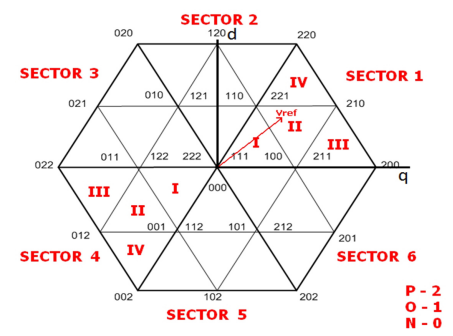 SECTOR 2
020 120 d 220
SECTOR 3 IV SECTOR 1
010 121 110 221
021 210
Vref
II
I III
011 122 222 111 100 211
022 200
000 q
III I
II
012 001 112 101 212 201
SECTOR 4 IV SECTOR 6
002 102 202
SECTOR 5
P - 2
O - 1
N - 0